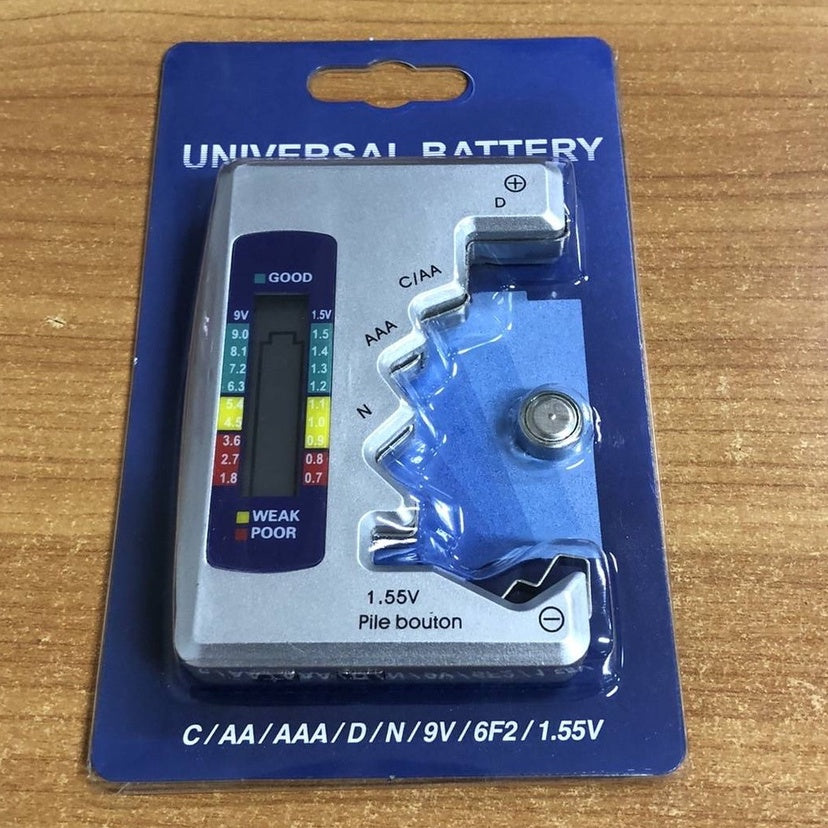 UNIVERSAL BATTERY
⊕
D
C/AA
AAA
N
GOOD
9V 1.5V
9.0 1.5
8.1 1.4
7.2 1.3
6.3 1.2
5.4 1.1
4.5 1.0
3.6 0.9
2.7 0.8
1.8 0.7
WEAK
POOR
1.55V
Pile bouton
⊖
C/AA/AAA/D/N/9V/6F2/1.55V